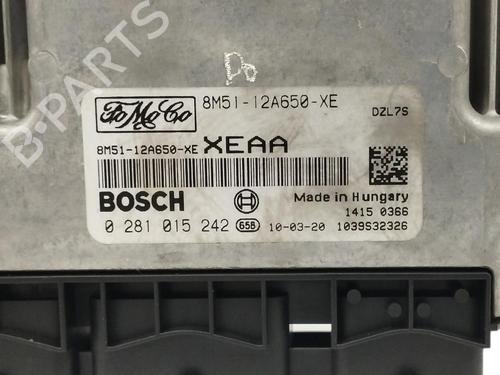 B-PARTS
Do
FoMoCo
8M51-12A650-XE
DZL7S
8M51-12A650-XE XEAA
BOSCH
Made in Hungary
1415 0366
0 281 015 242 65B 10-03-20 1039S32326